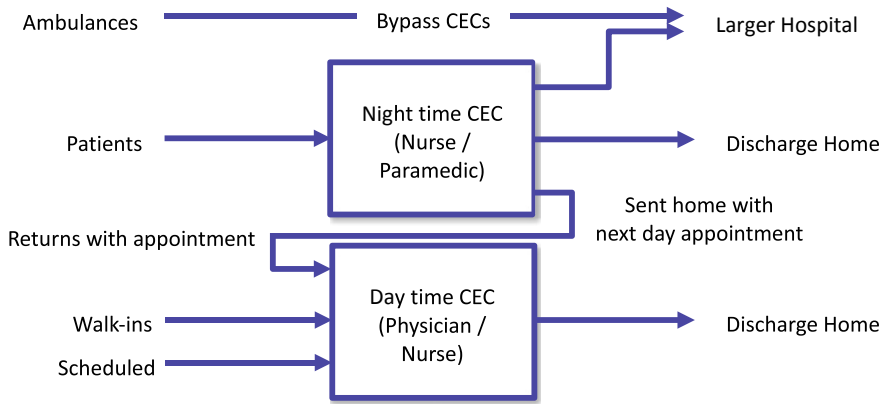 Ambulances
Bypass CECs
Larger Hospital
Night time CEC
(Nurse /
Paramedic)
Patients
Discharge Home
Sent home with
next day appointment
Returns with appointment
Day time CEC
(Physician /
Nurse)
Walk-ins
Discharge Home
Scheduled